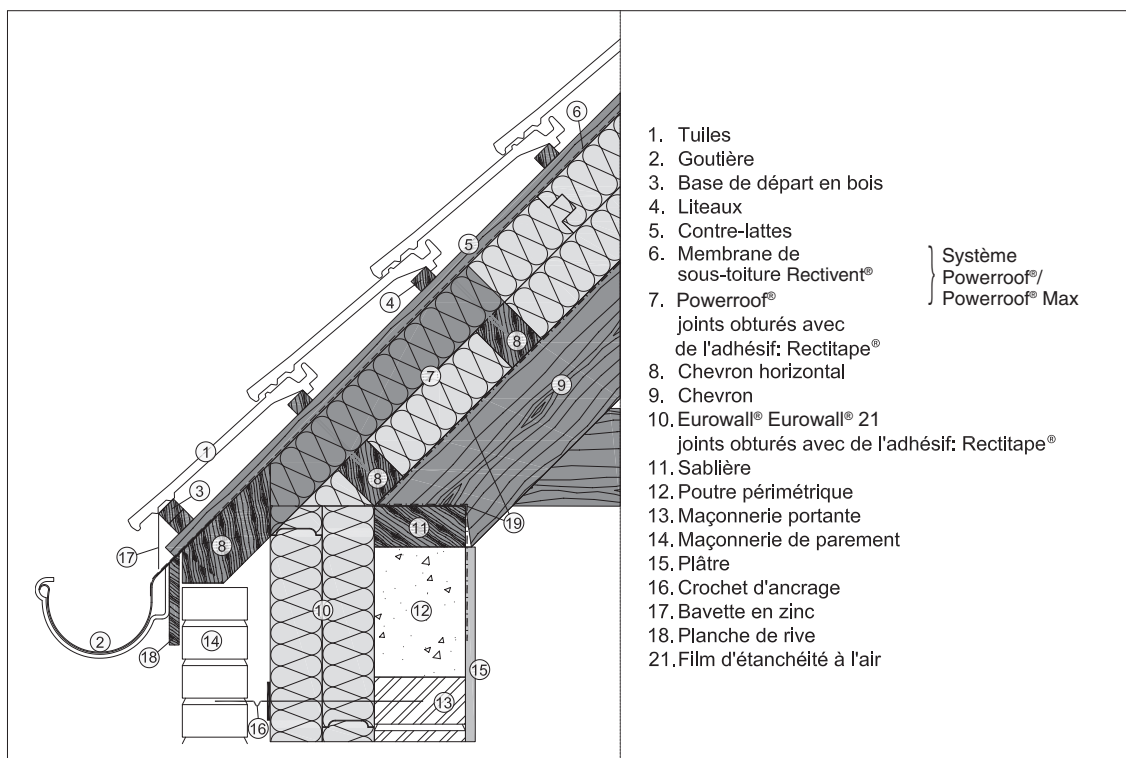 1. Tuiles
2. Goutière
3. Base de départ en bois
4. Liteaux
5. Contre-lattes
6. Membrane de
sous-toiture Rectivent®
Système
Powerroof®/
Powerroof® Max
7. Powerroof®
joints obturés avec
de l'adhésif: Rectitape®
8. Chevron horizontal
9. Chevron
10. Eurowall® Eurowall® 21
joints obturés avec de l'adhésif: Rectitape®
11. Sablière
12. Poutre périmétrique
13. Maçonnerie portante
14. Maçonnerie de parement
15. Plâtre
16. Crochet d'ancrage
17. Bavette en zinc
18. Planche de rive
21. Film d'étanchéité à l'air
6
5
4
8
7
9
1
3
8
11
19
17
8
10
12
2
14
18
15
13
16